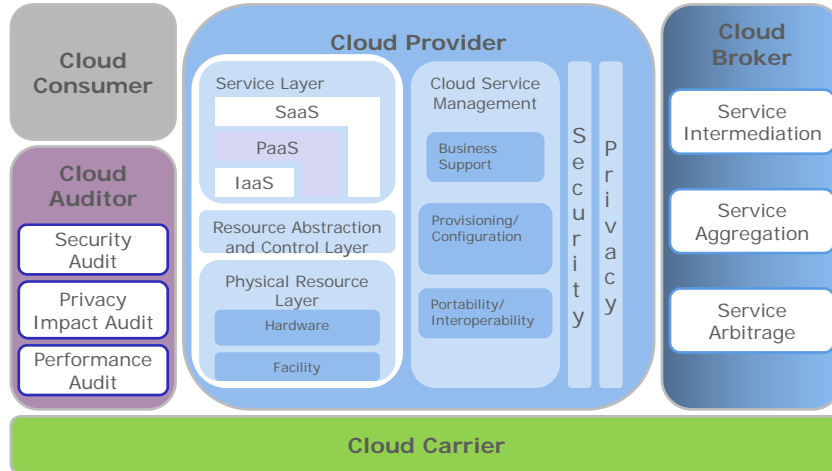 Cloud
Consumer
Cloud
Auditor
Security
Audit
Privacy
Impact Audit
Performance
Audit
Cloud Provider
Service Layer
SaaS
PaaS
IaaS
Resource Abstraction
and Control Layer
Physical Resource
Layer
Hardware
Facility
Cloud Service
Management
Business
Support
Provisioning/
Configuration
Portability/
Interoperability
Security
Privacy
Cloud
Broker
Service
Intermediation
Service
Aggregation
Service
Arbitrage
Cloud Carrier